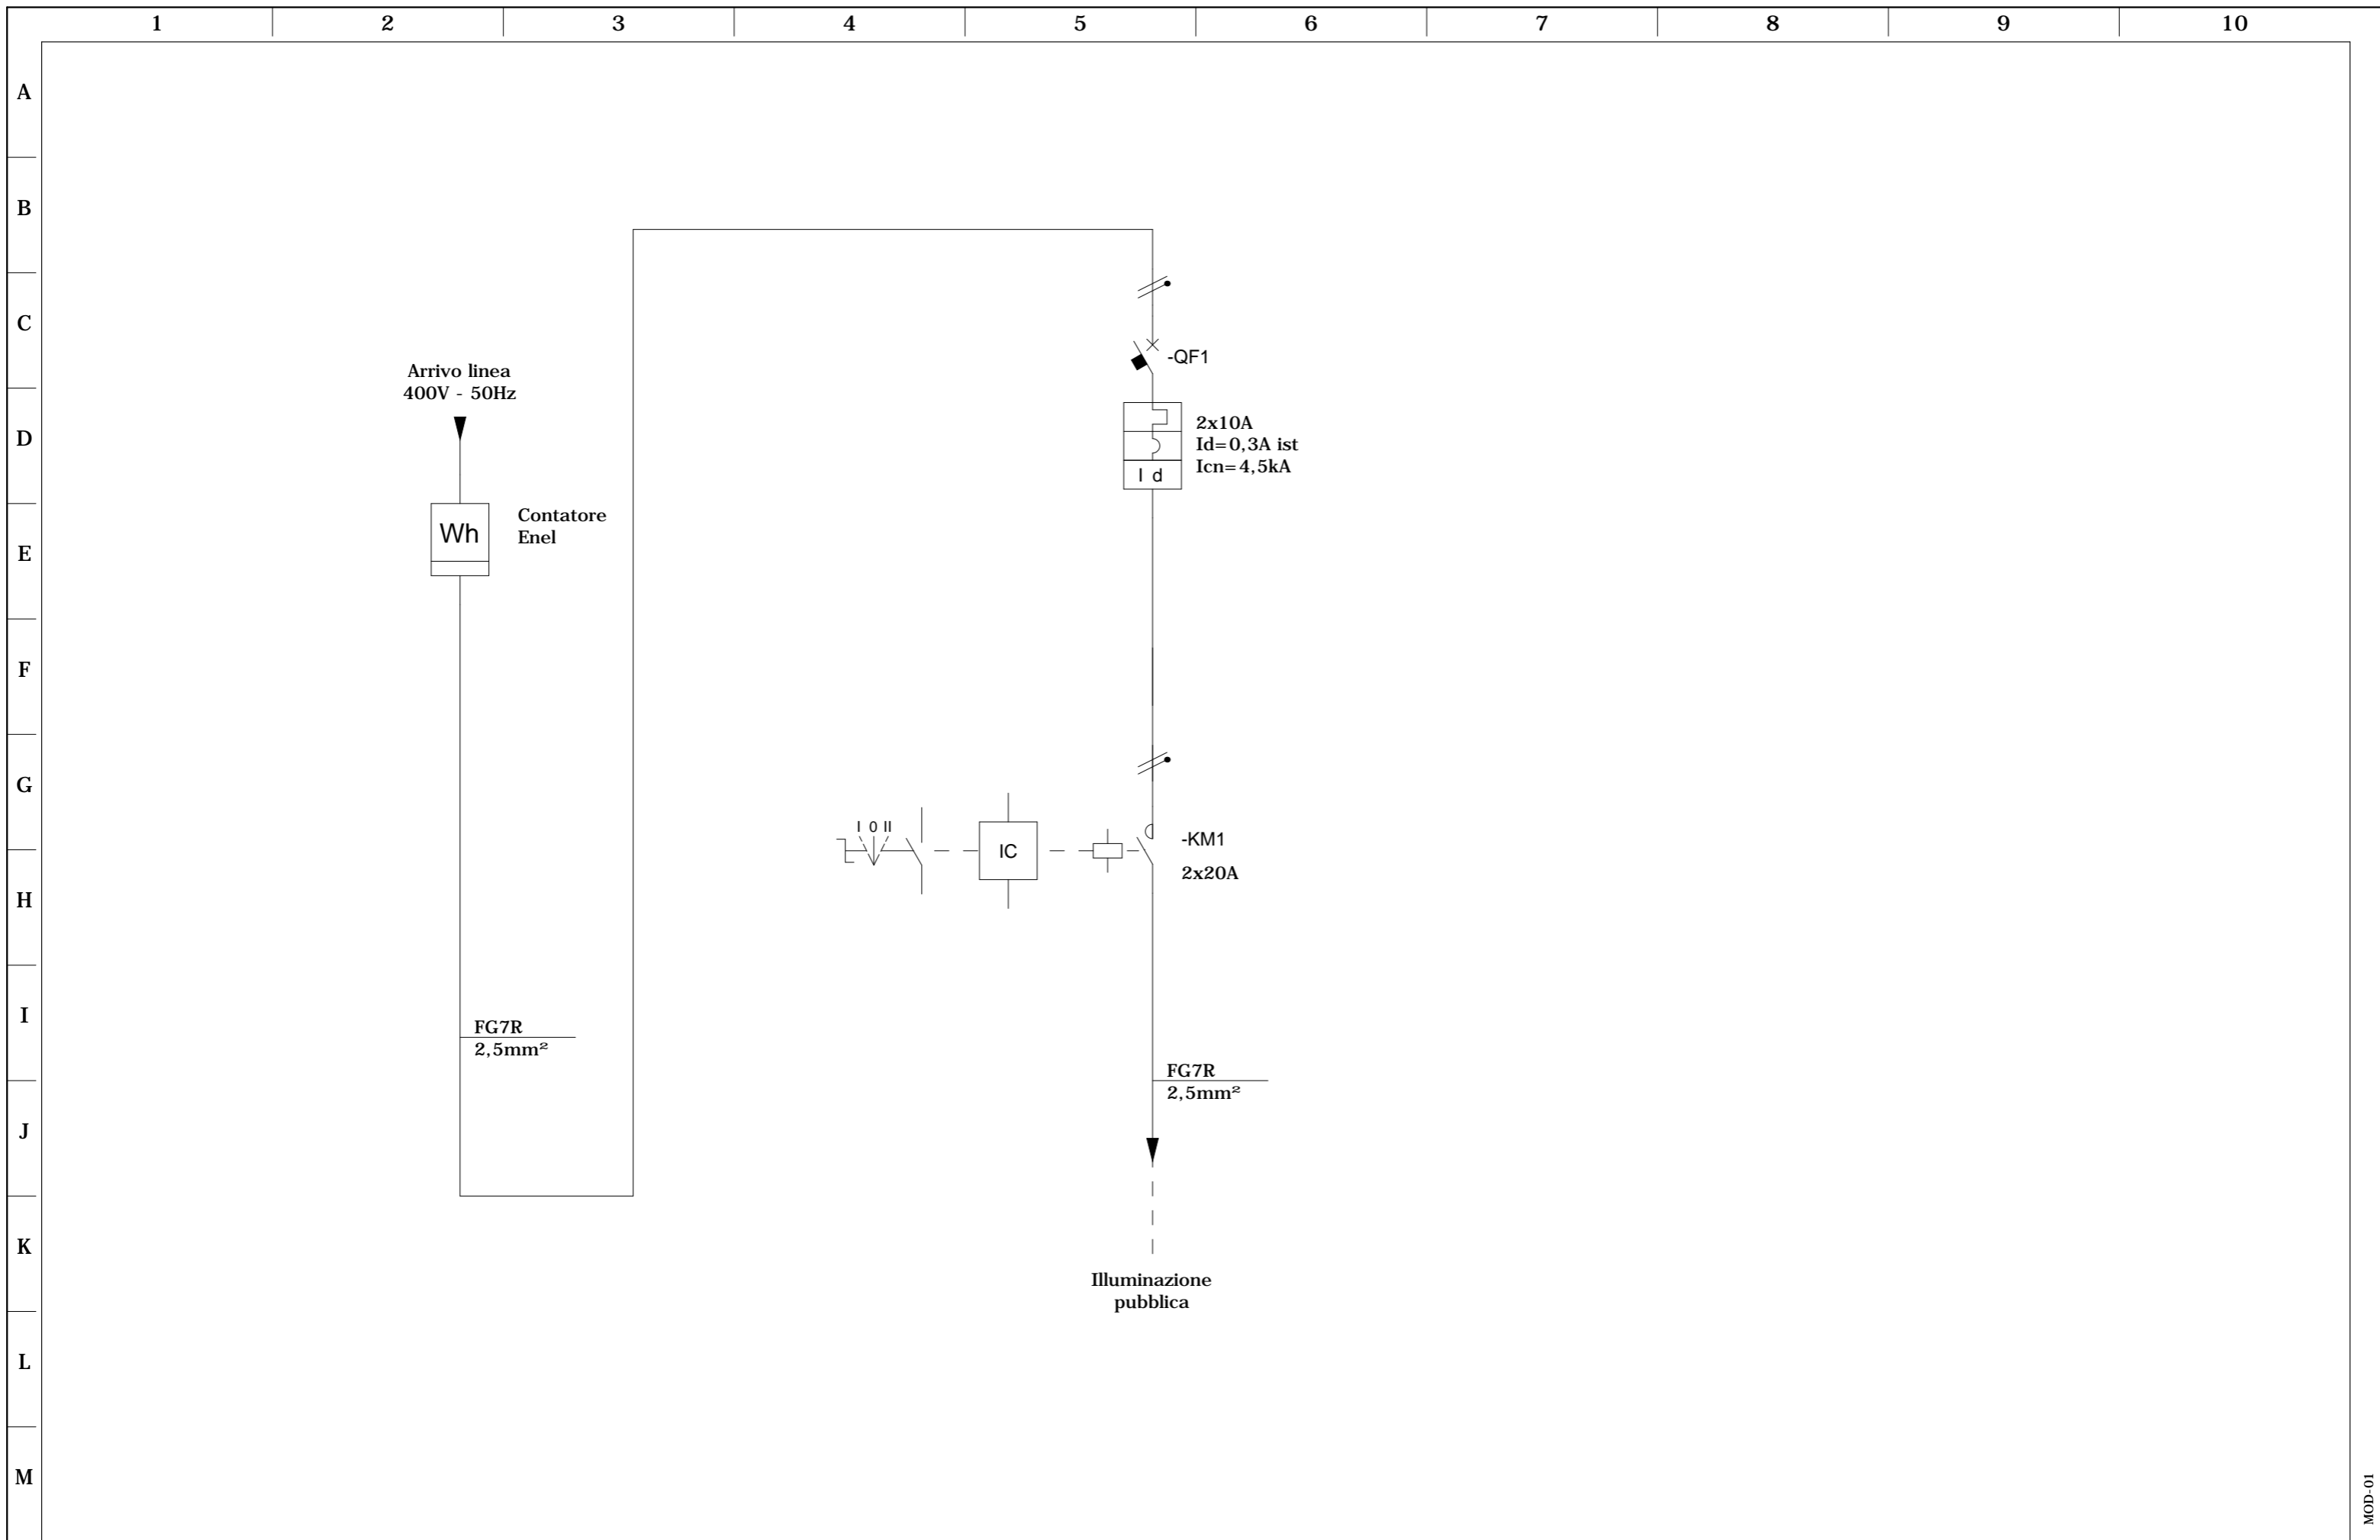 1 2 3 4 5 6 7 8 9 10
A
B
C
D
E
F
G
H
I
J
K
L
M
Arrivo linea
400V - 50Hz
Wh
Contatore
Enel
FG7R
2,5mm²
-QF1
2x10A
Id=0,3A ist
Icn=4,5kA
I d
I 0 II
IC
-KM1
2x20A
FG7R
2,5mm²
Illuminazione
pubblica
MOD-01